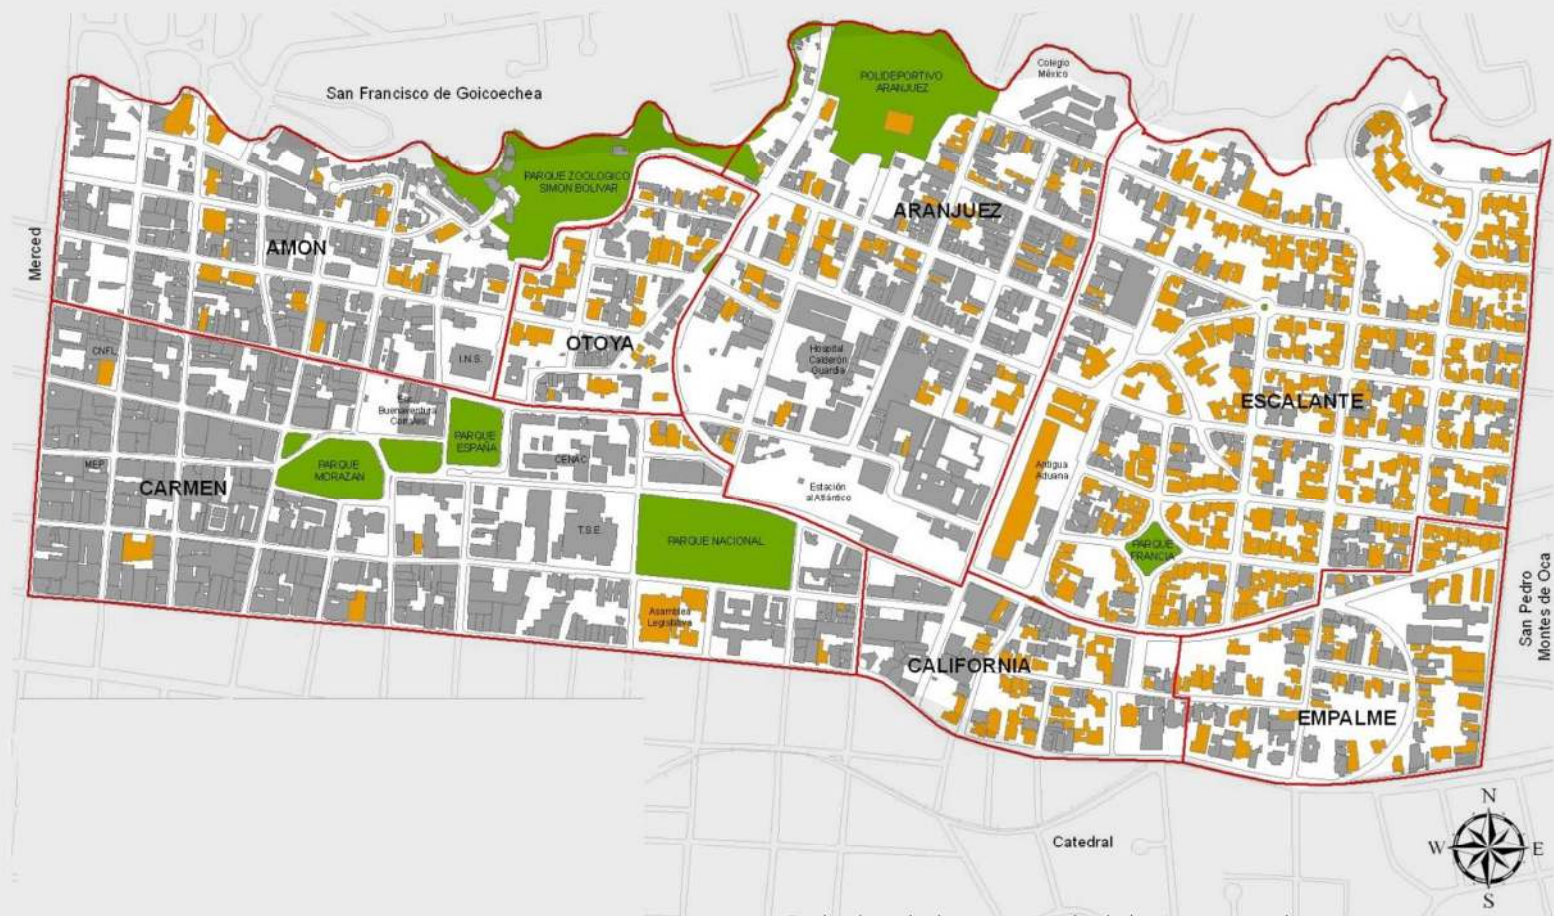 Colegio
México
POLIDEPORTIVO
ARANJUEZ
San Francisco de Goicoechea
PARQUE ZOOLOGICO
SIMON BOLIVAR
ARANJUEZ
AMON
Merced
OTOYA
I.N.S.
CNFL
Hospital
Calderón
Guardia
ESCALANTE
Buenaventura
PARQUE
ESPAÑA
CENAC
MEP
PARQUE
MORAZAN
CARMEN
Antigua
Aduana
Estación
al Atlántico
T.S.E.
PARQUE NACIONAL
PARQUE
FRANCIA
San Pedro
Montes de Oca
Asamblea
Legislativa
CALIFORNIA
EMPALME
Catedral
N
W
E
S